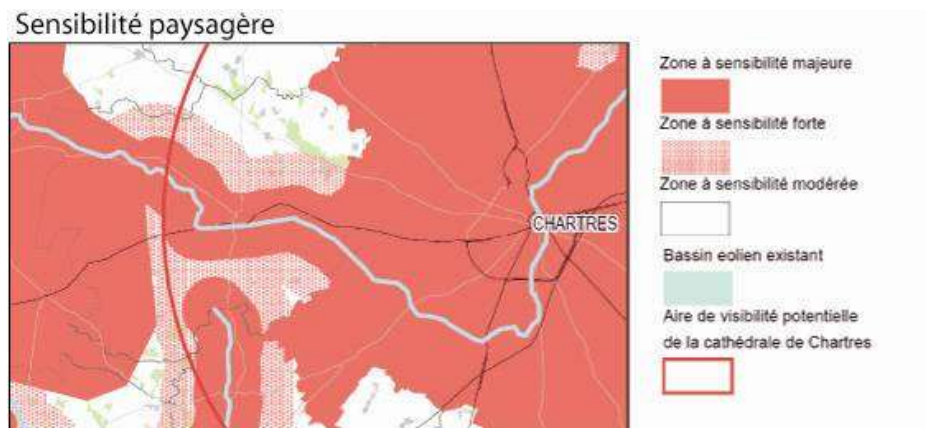 Sensibilité paysagère
CHARTRES
Zone à sensibilité majeure
Zone à sensibilité forte
Zone à sensibilité modérée
Bassin eolien existant
Aire de visibilité potentielle
de la cathédrale de Chartres